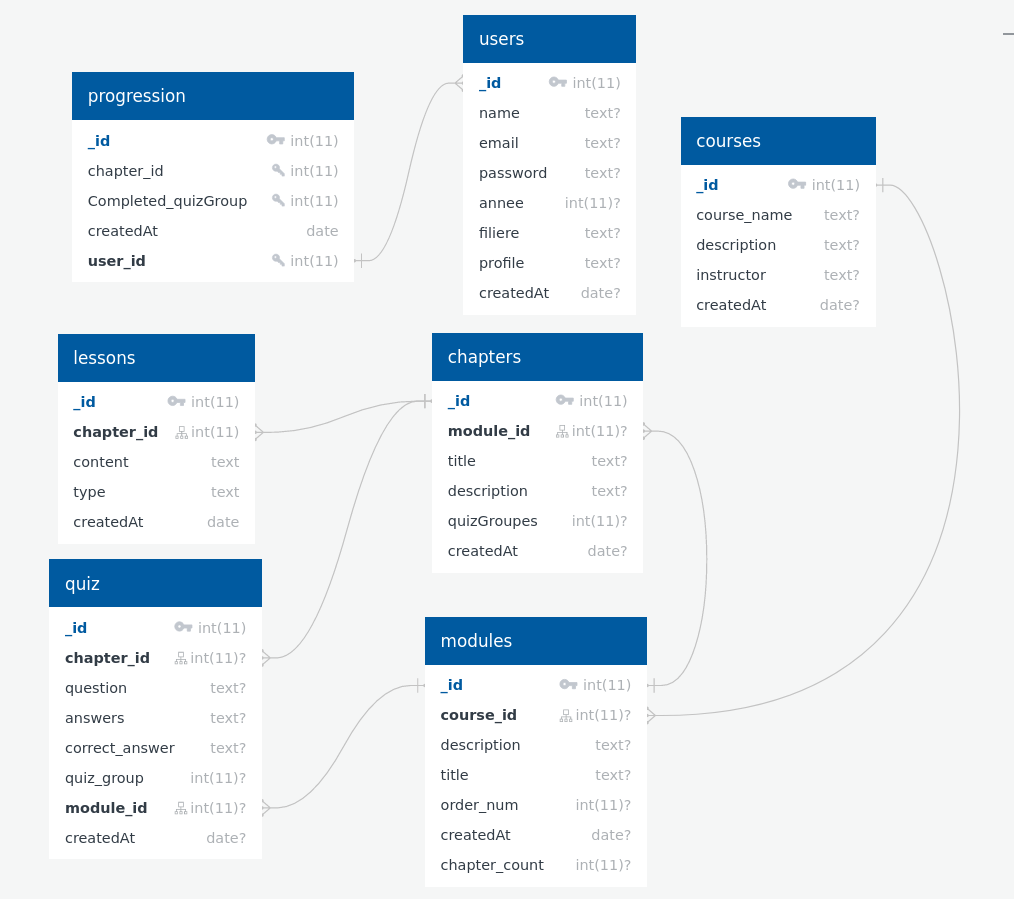 users
_id int(11)
name text?
email text?
password text?
annee int(11)?
filiere text?
profile text?
createdAt date?
progression
_id int(11)
chapter_id int(11)
Completed_quizGroup int(11)
createdAt date
user_id int(11)
courses
_id int(11)
course_name text?
description text?
instructor text?
createdAt date?
lessons
_id int(11)
chapter_id int(11)
content text
type text
createdAt date
chapters
_id int(11)
module_id int(11)?
title text?
description text?
quizGroupes int(11)?
createdAt date?
quiz
_id int(11)
chapter_id int(11)?
question text?
answers text?
correct_answer text?
quiz_group int(11)?
module_id int(11)?
createdAt date?
modules
_id int(11)
course_id int(11)?
description text?
title text?
order_num int(11)?
createdAt date?
chapter_count int(11)?